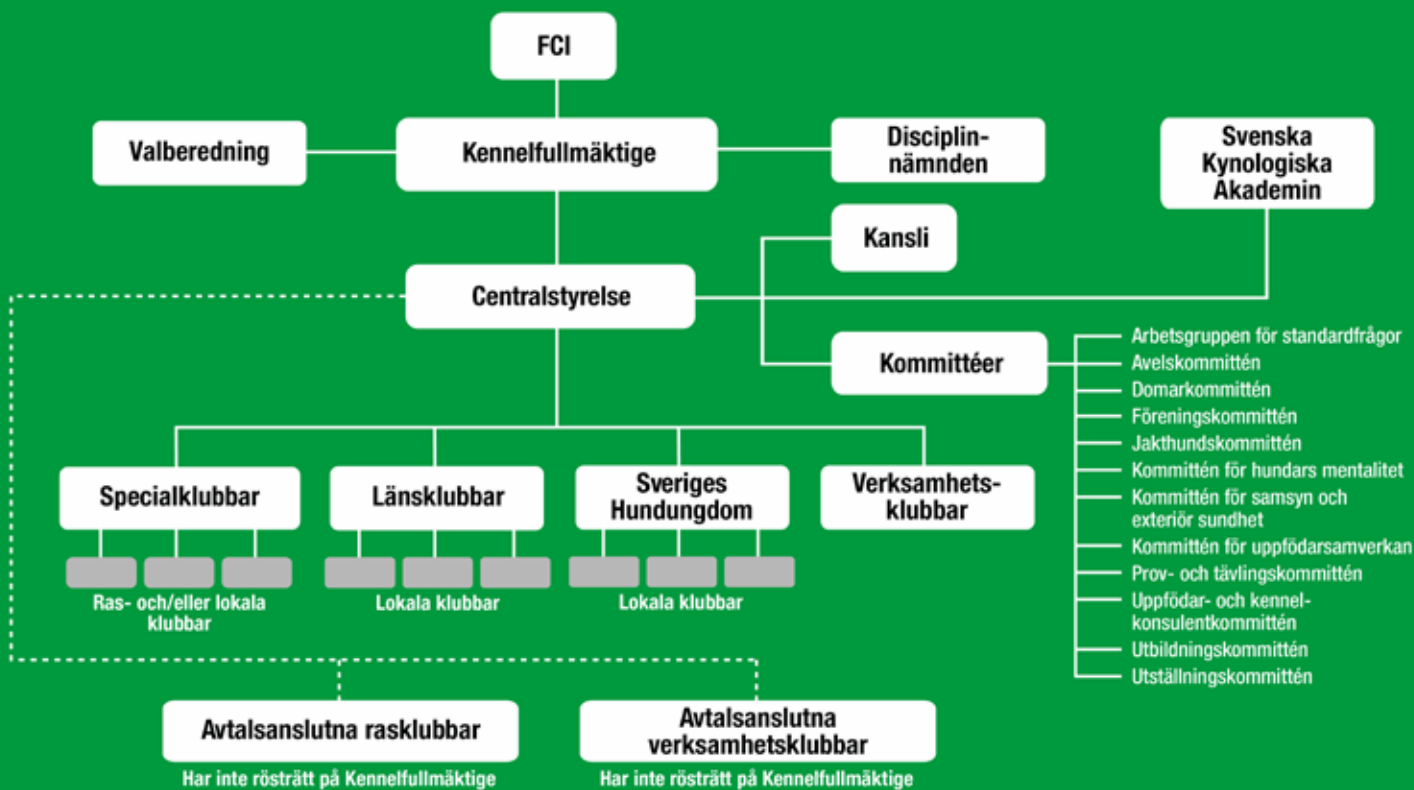 FCI
Valberedning
Kennelfullmäktige
Disciplin-
nämnden
Svenska
Kynologiska
Akademin
Kansli
Centralstyrelse
Kommittéer
Arbetsgruppen för standardfrågor
Avelskommittén
Domarkommittén
Föreningskommittén
Jakthundskommittén
Kommittén för hundars mentalitet
Kommittén för samsyn och
exteriör sundhet
Kommittén för uppfödarsamverkan
Prov- och tävlingskommittén
Uppfödar- och kennel-
konsulentkommittén
Utbildningskommittén
Utställningskommittén
Specialklubbar
Länsklubbar
Sveriges
Hundungdom
Verksamhets-
klubbar
Ras- och/eller lokala
klubbar
Lokala klubbar
Lokala klubbar
Avtalsanslutna rasklubbar
Har inte rösträtt på Kennelfullmäktige
Avtalsanslutna
verksamhetsklubbar
Har inte rösträtt på Kennelfullmäktige